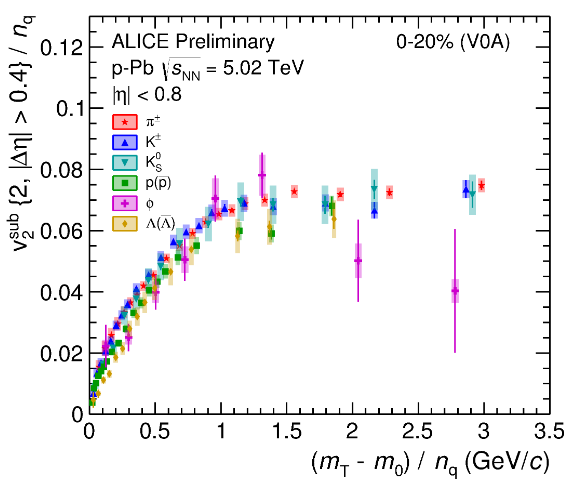 ALICE Preliminary
0-20% (V0A)
p-Pb √sNN = 5.02 TeV
|η| < 0.8
π±
K±
K0S
p(p̅)
ϕ
Λ(Λ̅)
v2sub{2, |Δη| > 0.4} / nq
0.12
0.1
0.08
0.06
0.04
0.02
0
0 0.5 1 1.5 2 2.5 3 3.5
(mT - m0) / nq (GeV/c)